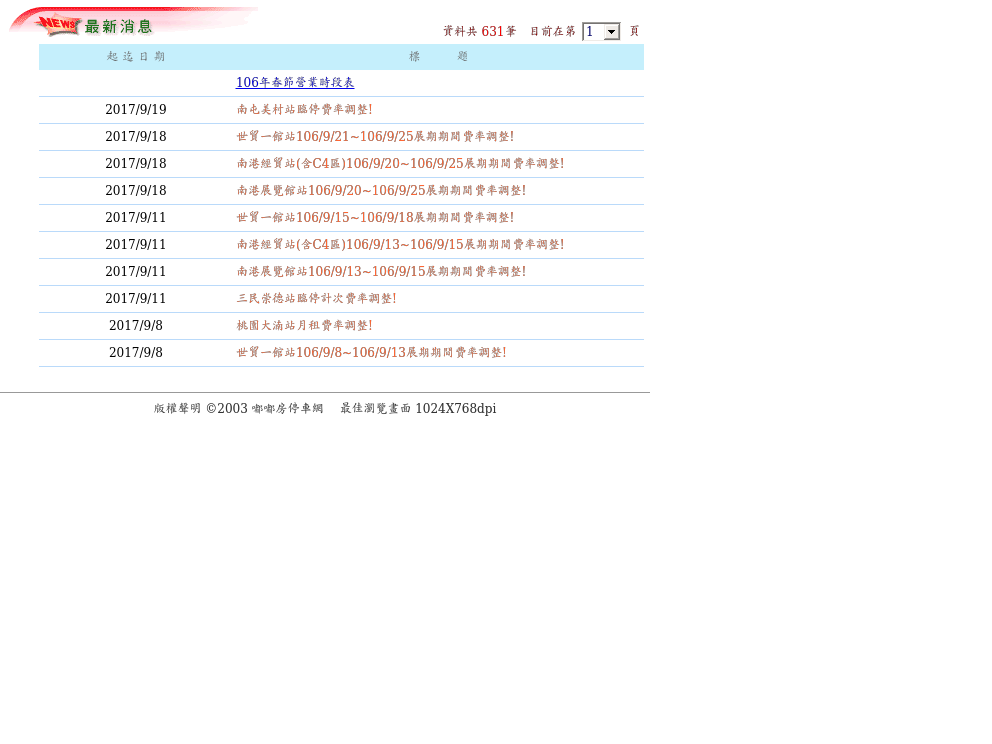 NEWS 最新消息
資料共 631筆 目前在第 1 頁
起迄日期 標 題
106年春節營業時段表
2017/9/19 南屯美村站臨停費率調整!
2017/9/18 世貿一館站106/9/21~106/9/25展期期間費率調整!
2017/9/18 南港經貿站(含C4區)106/9/20~106/9/25展期期間費率調整!
2017/9/18 南港展覽館站106/9/20~106/9/25展期期間費率調整!
2017/9/11 世貿一館站106/9/15~106/9/18展期期間費率調整!
2017/9/11 南港經貿站(含C4區)106/9/13~106/9/15展期期間費率調整!
2017/9/11 南港展覽館站106/9/13~106/9/15展期期間費率調整!
2017/9/11 三民崇德站臨停計次費率調整!
2017/9/8 桃園大湳站月租費率調整!
2017/9/8 世貿一館站106/9/8~106/9/13展期期間費率調整!
版權聲明 ©2003 嘟嘟房停車網 最佳瀏覽畫面 1024X768dpi